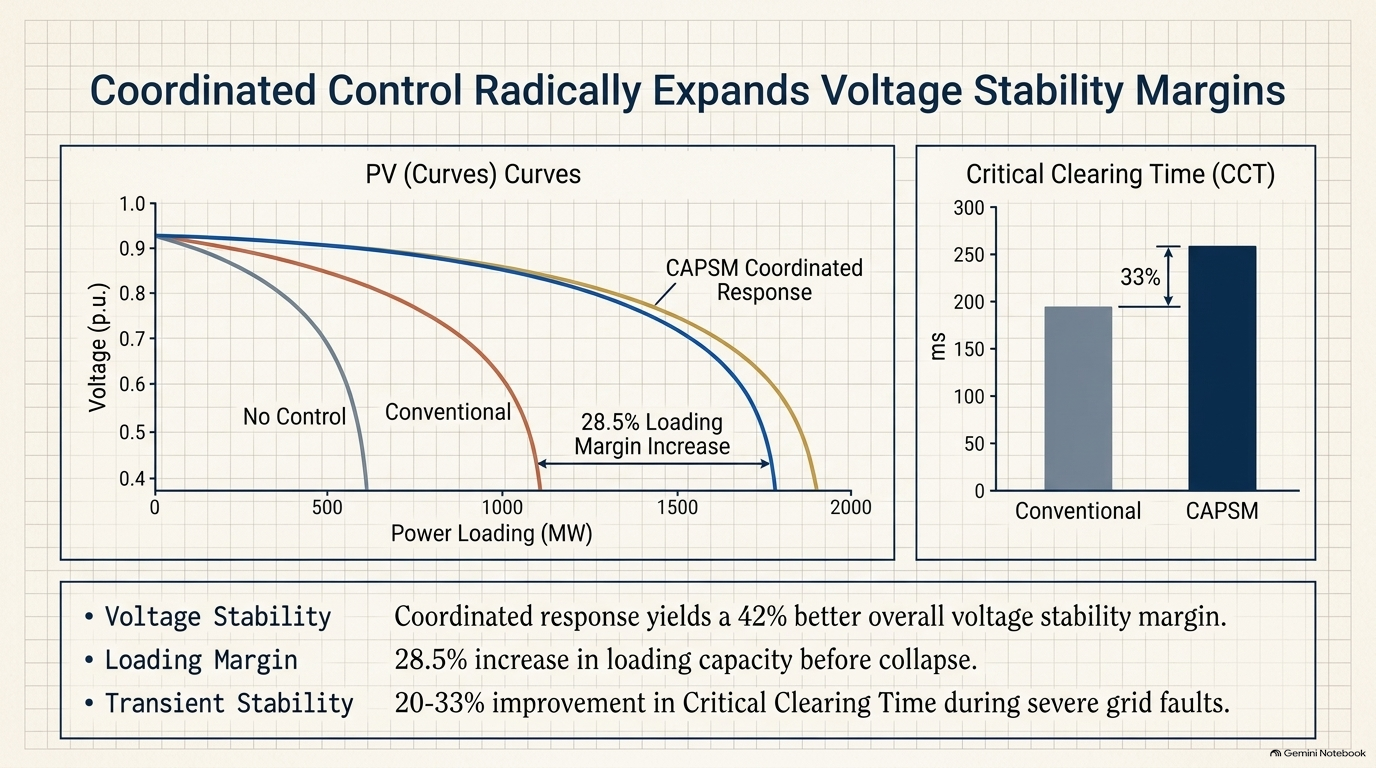 Coordinated Control Radically Expands Voltage Stability Margins
PV (Curves) Curves
Voltage (p.u.)
1.0
0.9
0.8
0.7
0.6
0.5
0.4
0
500
1000
1500
2000
Power Loading (MW)
No Control
Conventional
28.5% Loading
Margin Increase
CAPSM Coordinated
Response
Critical Clearing Time (CCT)
ms
300
250
200
150
100
50
0
33%
Conventional
CAPSM
• Voltage Stability Coordinated response yields a 42% better overall voltage stability margin.
• Loading Margin 28.5% increase in loading capacity before collapse.
• Transient Stability 20-33% improvement in Critical Clearing Time during severe grid faults.
Gemini Notebook